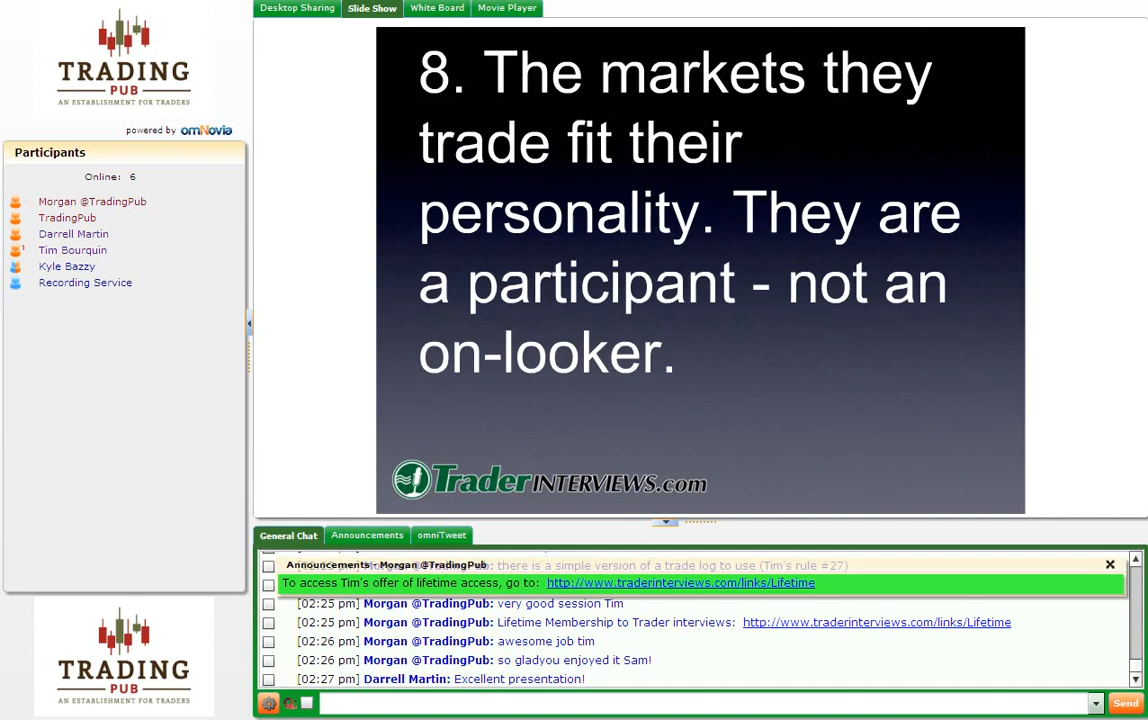 Desktop Sharing
Slide Show
White Board
Movie Player
TRADING
PUB
AN ESTABLISHMENT FOR TRADERS
powered by omNovia
Participants
Online: 6
Morgan @TradingPub
TradingPub
Darrell Martin
Tim Bourquin
Kyle Bazzy
Recording Service
TRADING
PUB
AN ESTABLISHMENT FOR TRADERS
8. The markets they
trade fit their
personality. They are
a participant - not an
on-looker.
Trader INTERVIEWS.com
General Chat
Announcements
omniTweet
Announcements - Morgan @TradingPub
there is a simple version of a trade log to use (Tim's rule #27)
To access Tim's offer of lifetime access, go to: http://www.traderinterviews.com/links/Lifetime
[02:25 pm] Morgan @TradingPub: very good session Tim
[02:25 pm] Morgan @TradingPub: Lifetime Membership to Trader interviews: http://www.traderinterviews.com/links/Lifetime
[02:26 pm] Morgan @TradingPub: awesome job tim
[02:26 pm] Morgan @TradingPub: so gladyou enjoyed it Sam!
[02:27 pm] Darrell Martin: Excellent presentation!
Send